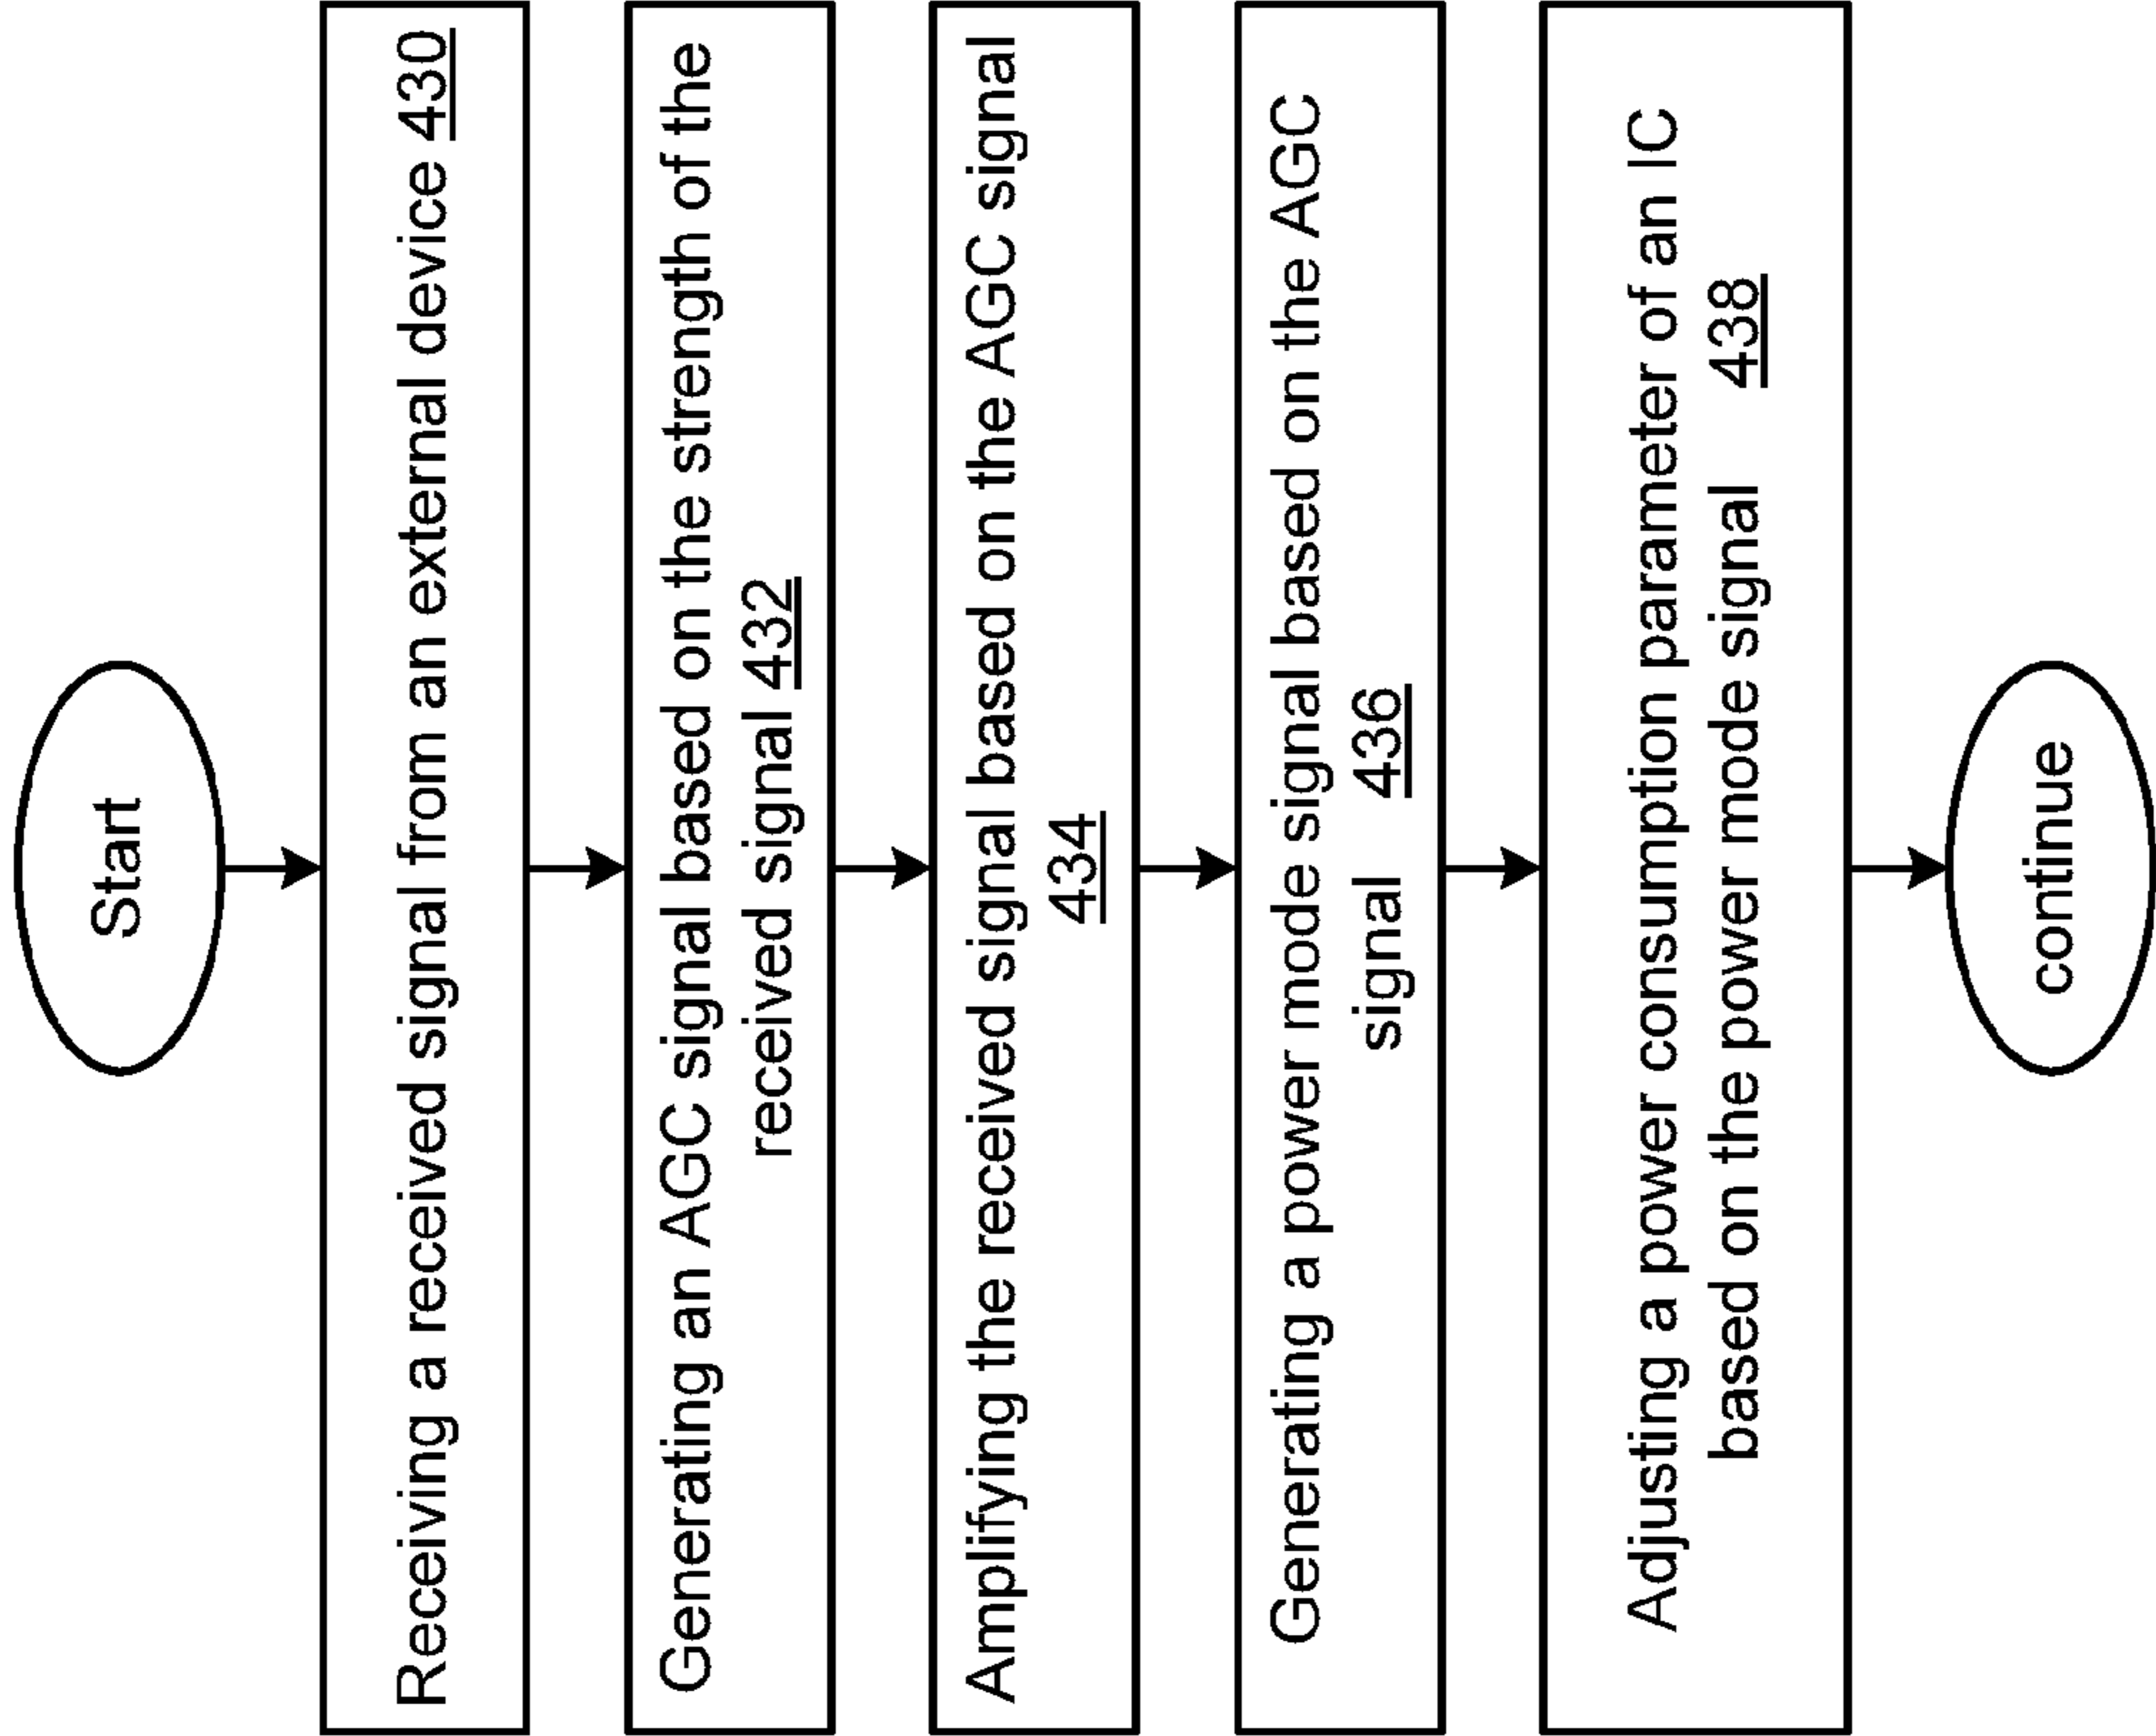 Start
Receiving a received signal from an external device 430
Generating an AGC signal based on the strength of the
received signal 432
Amplifying the received signal based on the AGC signal
434
Generating a power mode signal based on the AGC
signal 436
Adjusting a power consumption parameter of an IC
based on the power mode signal 438
continue